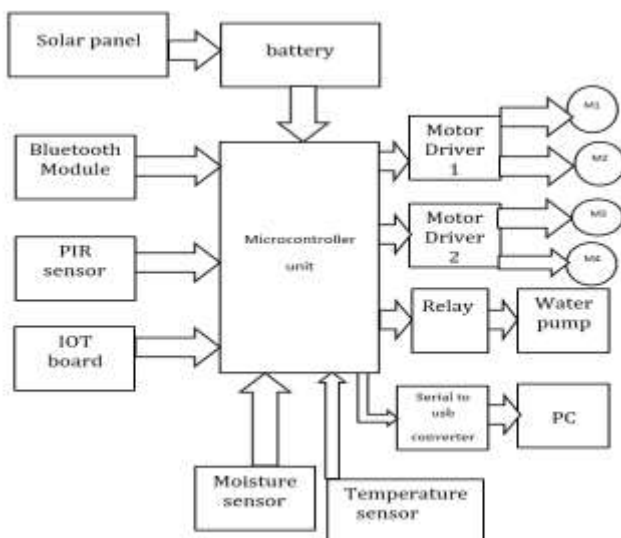 Solar panel
battery
Bluetooth
Module
PIR
sensor
IOT
board
Microcontroller
unit
Motor
Driver
1
M1
M2
Motor
Driver
2
M3
M4
Relay
Water
pump
Serial to
usb
converter
PC
Moisture
sensor
Temperature
sensor